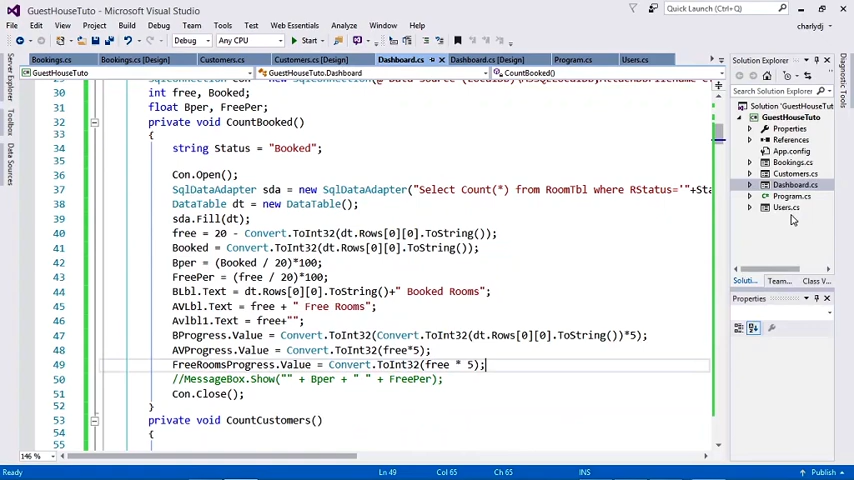 GuestHouseTuto - Microsoft Visual Studio
Quick Launch (Ctrl+Q)
File Edit View Project Build Debug Team Tools Test Web Essentials Analyze Window Help
charlydj
Debug Any CPU Start
Bookings.cs Bookings.cs [Design] Customers.cs Customers.cs [Design] Dashboard.cs Dashboard.cs [Design] Program.cs Users.cs
GuestHouseTuto GuestHouseTuto.Dashboard CountBooked()
30 int free, Booked;
31 float Bper, FreePer;
32 private void CountBooked()
33 {
34 string Status = "Booked";
35
36 Con.Open();
37 SqlDataAdapter sda = new SqlDataAdapter("Select Count(*) from RoomTbl where RStatus='"+Sta
38 DataTable dt = new DataTable();
39 sda.Fill(dt);
40 free = 20 - Convert.ToInt32(dt.Rows[0][0].ToString());
41 Booked = Convert.ToInt32(dt.Rows[0][0].ToString());
42 Bper = (Booked / 20)*100;
43 FreePer = (free / 20)*100;
44 BLbl.Text = dt.Rows[0][0].ToString()+" Booked Rooms";
45 AVLbl.Text = free + " Free Rooms";
46 Avlbl1.Text = free+"";
47 BProgress.Value = Convert.ToInt32(Convert.ToInt32(dt.Rows[0][0].ToString())*5);
48 AVProgress.Value = Convert.ToInt32(free*5);
49 FreeRoomsProgress.Value = Convert.ToInt32(free * 5);
50 //MessageBox.Show("" + Bper + " " + FreePer);
51 Con.Close();
52 }
53 private void CountCustomers()
54 {
55
146 %
Server Explorer
Toolbox
Data Sources
Solution Explorer
Search Solution Explorer
Solution 'GuestHouseTut
GuestHouseTuto
Properties
References
App.config
Bookings.cs
Customers.cs
Dashboard.cs
Program.cs
Users.cs
Soluti... Team... Class V...
Properties
Diagnostic Tools
Ready Ln 49 Col 65 Ch 65 INS Publish